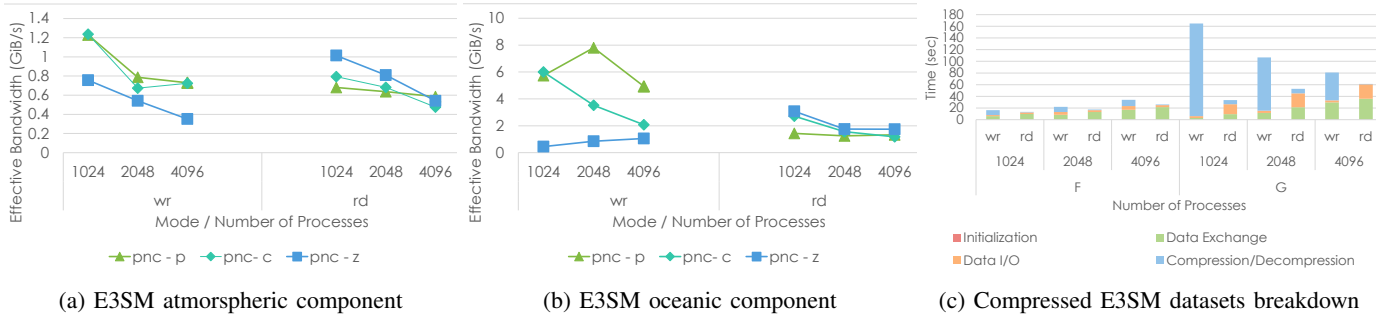 Effective Bandwidth (GiB/s)
1.4
1.2
1
0.8
0.6
0.4
0.2
0
1024 2048 4096 1024 2048 4096
wr rd
Mode / Number of Processes
pnc - p pnc- c pnc - z
(a) E3SM atmorspheric component
Effective Bandwidth (GiB/s)
10
8
6
4
2
0
1024 2048 4096 1024 2048 4096
wr rd
Mode / Number of Processes
pnc - p pnc- c pnc - z
(b) E3SM oceanic component
Time (sec)
180
160
140
120
100
80
60
40
20
0
wr rd wr rd wr rd wr rd wr rd wr rd
1024 2048 4096 1024 2048 4096
F G
Number of Processes
Initialization Data Exchange
Data I/O Compression/Decompression
(c) Compressed E3SM datasets breakdown